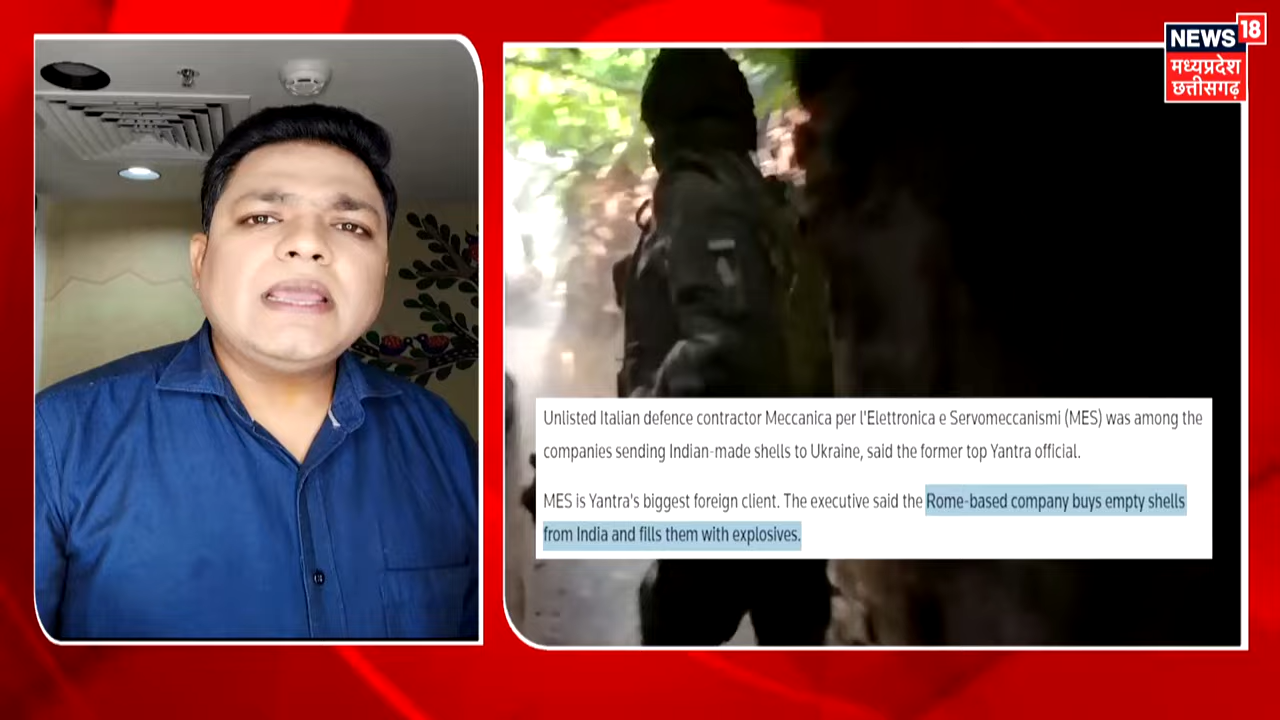 NEWS 18
मध्यप्रदेश
छत्तीसगढ़
Unlisted Italian defence contractor Meccanica per l'Elettronica e Servomeccanismi (MES) was among the
companies sending Indian-made shells to Ukraine, said the former top Yantra official.
MES is Yantra's biggest foreign client. The executive said the Rome-based company buys empty shells
from India and fills them with explosives.